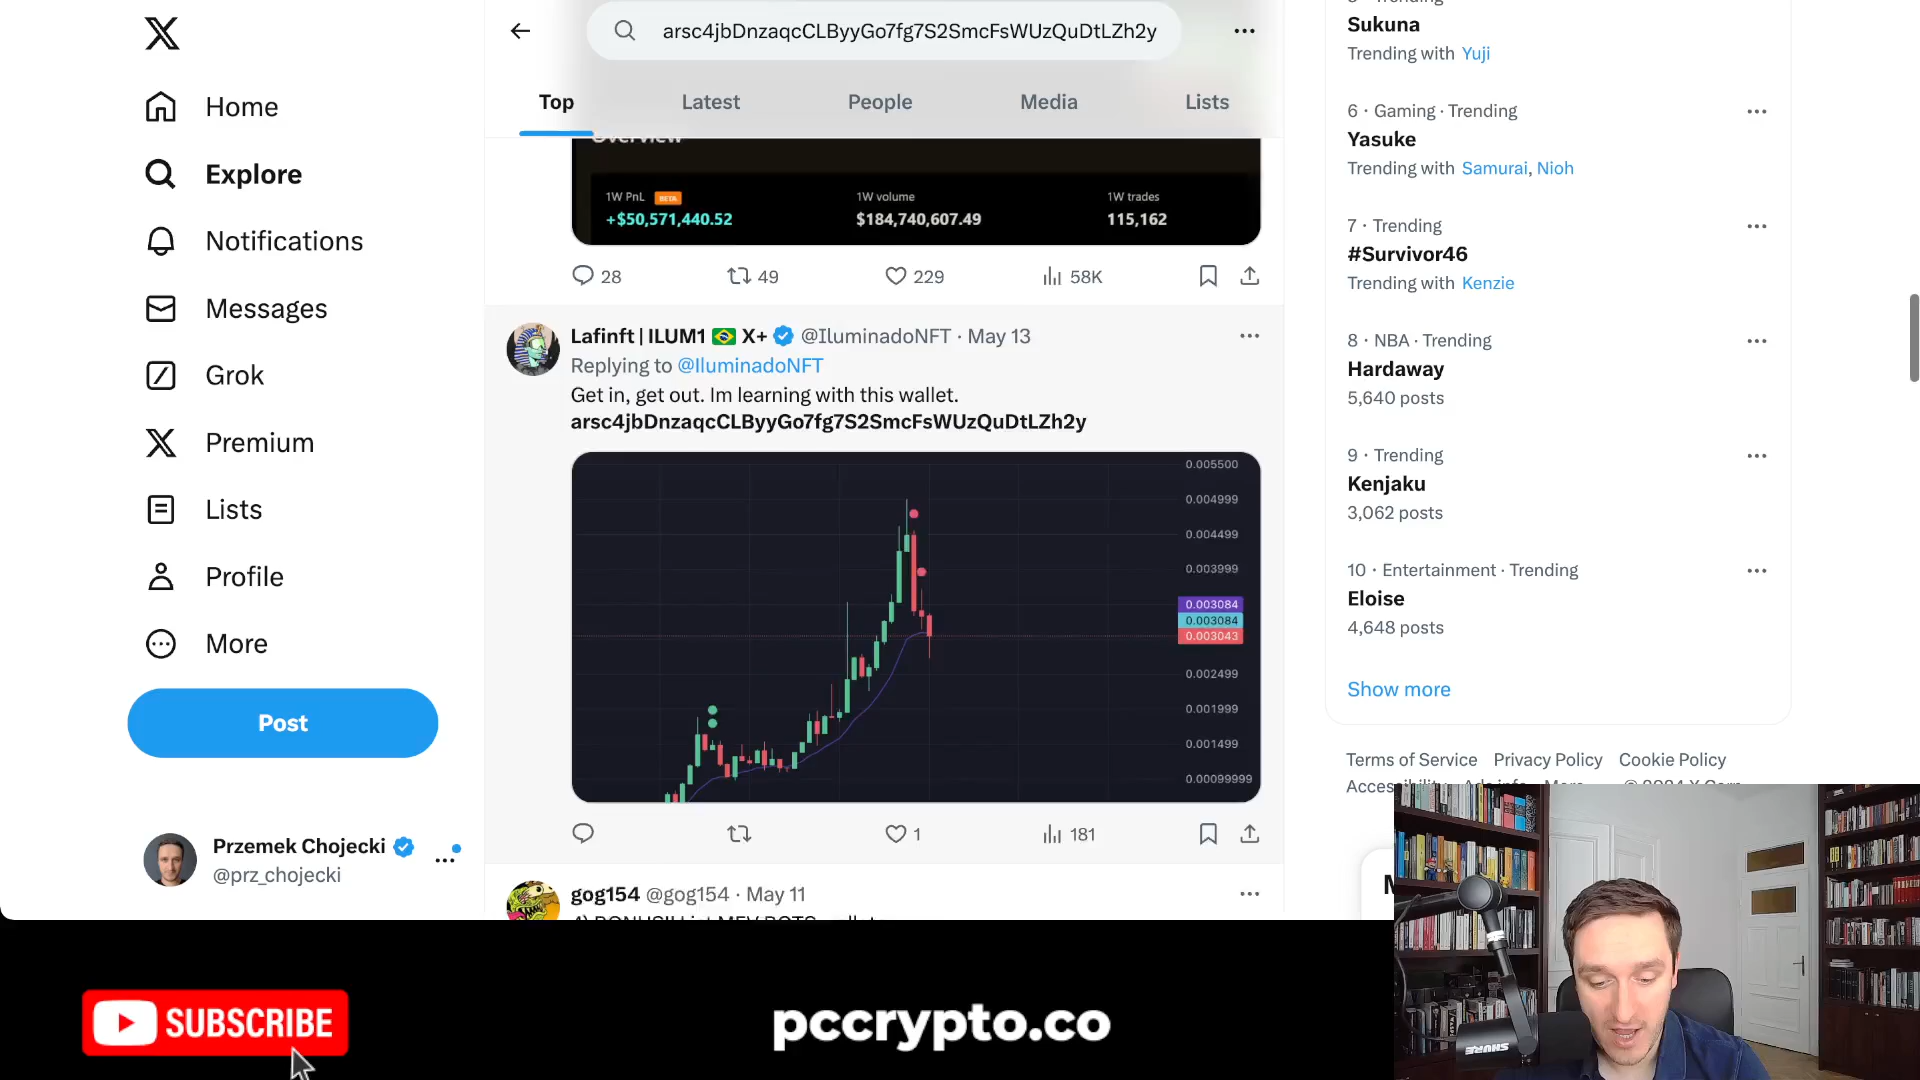 Home
Explore
Notifications
Messages
Grok
Premium
Lists
Profile
More
Post
Przemek Chojecki
@prz_chojecki
arsc4jbDnzaqcCLByyGo7fg7S2SmcFsWUzQuDtLZh2y
Top Latest People Media Lists
Overview
1W PnL BETA 1W volume 1W trades
+$50,571,440.52 $184,740,607.49 115,162
28 49 229 58K
Lafinft | ILUM1 X+ @IluminadoNFT · May 13
Replying to @IluminadoNFT
Get in, get out. Im learning with this wallet.
arsc4jbDnzaqcCLByyGo7fg7S2SmcFsWUzQuDtLZh2y
0.005500
0.004999
0.004499
0.003999
0.003084
0.003084
0.003043
0.002499
0.001999
0.001499
0.00099999
1 181
gog154 @gog154 · May 11
Sukuna
Trending with Yuji
6 · Gaming · Trending
Yasuke
Trending with Samurai, Nioh
7 · Trending
#Survivor46
Trending with Kenzie
8 · NBA · Trending
Hardaway
5,640 posts
9 · Trending
Kenjaku
3,062 posts
10 · Entertainment · Trending
Eloise
4,648 posts
Show more
Terms of Service Privacy Policy Cookie Policy
SUBSCRIBE
pccrypto.co
SHURE